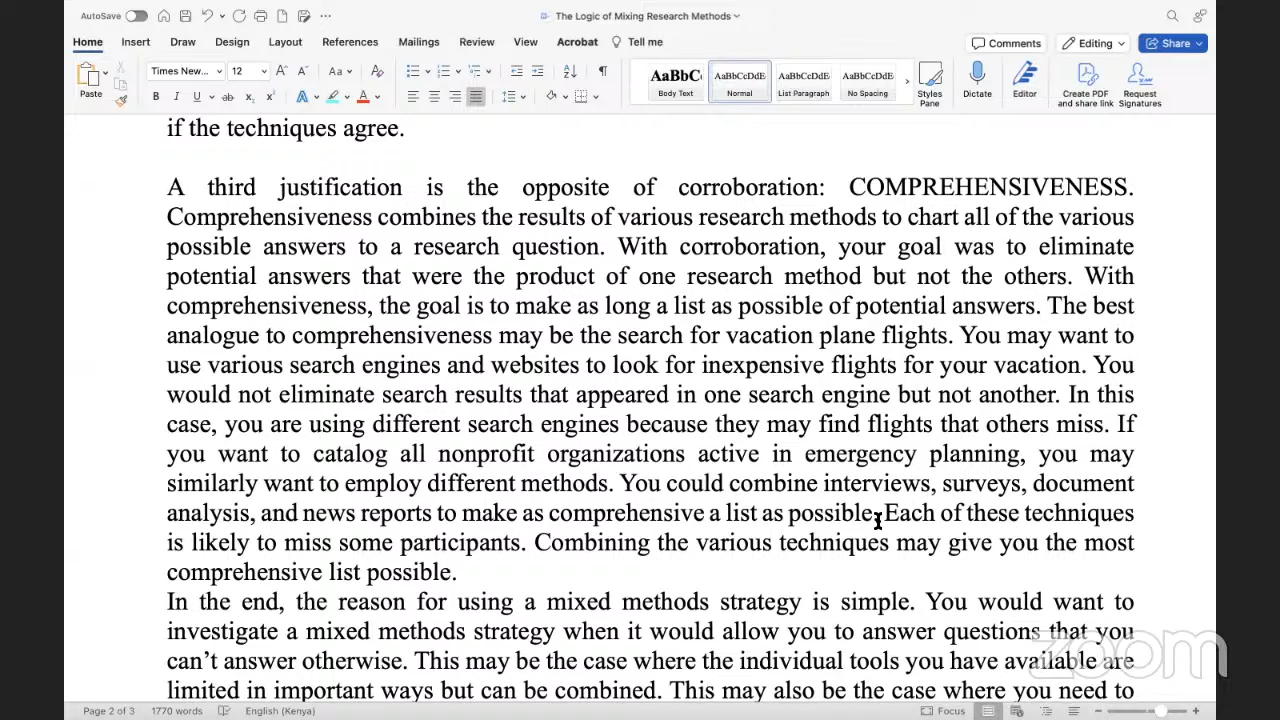 AutoSave
The Logic of Mixing Research Methods
Home Insert Draw Design Layout References Mailings Review View Acrobat Tell me
Comments Editing Share
Paste
Times New... 12 Aa
B I U ab x₂ x² A A
AaBbC AaBbCcDdE AaBbCcDdE AaBbCcDdE
Body Text Normal List Paragraph No Spacing
Styles Pane
Dictate
Editor
Create PDF and share link
Request Signatures
if the techniques agree.
A third justification is the opposite of corroboration: COMPREHENSIVENESS.
Comprehensiveness combines the results of various research methods to chart all of the various
possible answers to a research question. With corroboration, your goal was to eliminate
potential answers that were the product of one research method but not the others. With
comprehensiveness, the goal is to make as long a list as possible of potential answers. The best
analogue to comprehensiveness may be the search for vacation plane flights. You may want to
use various search engines and websites to look for inexpensive flights for your vacation. You
would not eliminate search results that appeared in one search engine but not another. In this
case, you are using different search engines because they may find flights that others miss. If
you want to catalog all nonprofit organizations active in emergency planning, you may
similarly want to employ different methods. You could combine interviews, surveys, document
analysis, and news reports to make as comprehensive a list as possible. Each of these techniques
is likely to miss some participants. Combining the various techniques may give you the most
comprehensive list possible.
In the end, the reason for using a mixed methods strategy is simple. You would want to
investigate a mixed methods strategy when it would allow you to answer questions that you
can’t answer otherwise. This may be the case where the individual tools you have available are
limited in important ways but can be combined. This may also be the case where you need to
zoom
Page 2 of 3 1770 words English (Kenya) Focus